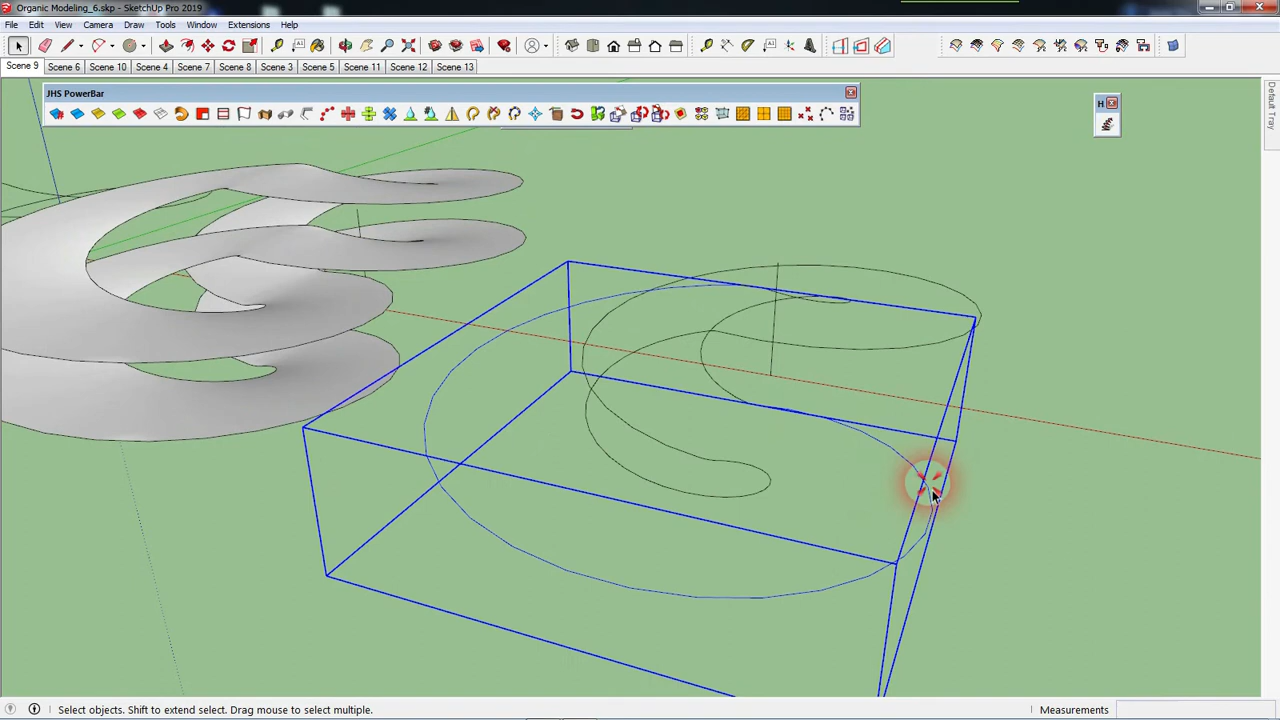 Organic Modeling_6.skp - SketchUp Pro 2019
File Edit View Camera Draw Tools Window Extensions Help
Scene 9 Scene 6 Scene 10 Scene 4 Scene 7 Scene 8 Scene 3 Scene 5 Scene 11 Scene 12 Scene 13
JHS PowerBar
H
Default Tray
Select objects. Shift to extend select. Drag mouse to select multiple.
Measurements